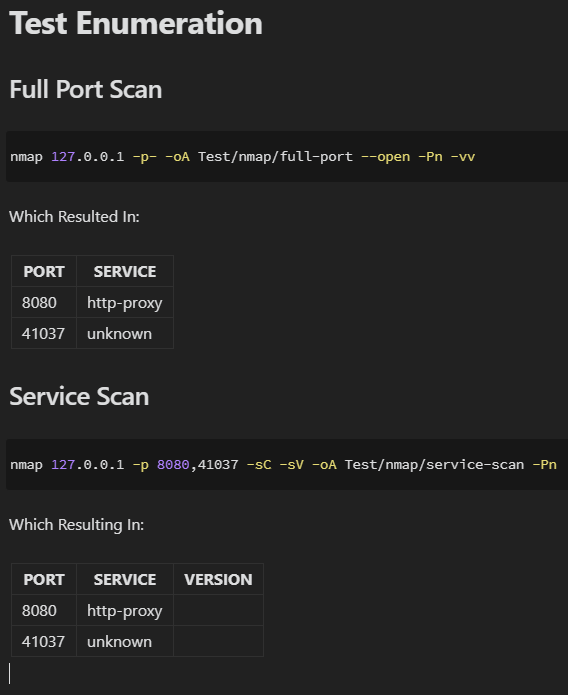 Test Enumeration
Full Port Scan
nmap 127.0.0.1 -p- -oA Test/nmap/full-port --open -Pn -vv
Which Resulted In:
PORT SERVICE
8080 http-proxy
41037 unknown
Service Scan
nmap 127.0.0.1 -p 8080,41037 -sC -sV -oA Test/nmap/service-scan -Pn
Which Resulting In:
PORT SERVICE VERSION
8080 http-proxy
41037 unknown